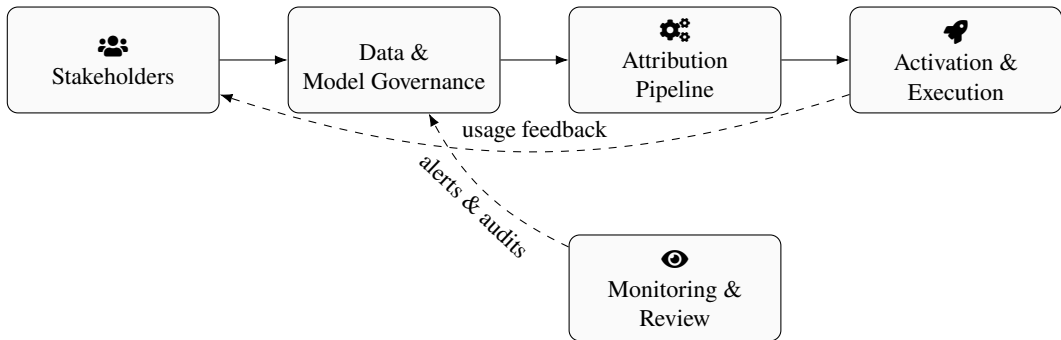 Stakeholders
Data &
Model Governance
Attribution
Pipeline
Activation &
Execution
usage feedback
alerts & audits
Monitoring &
Review